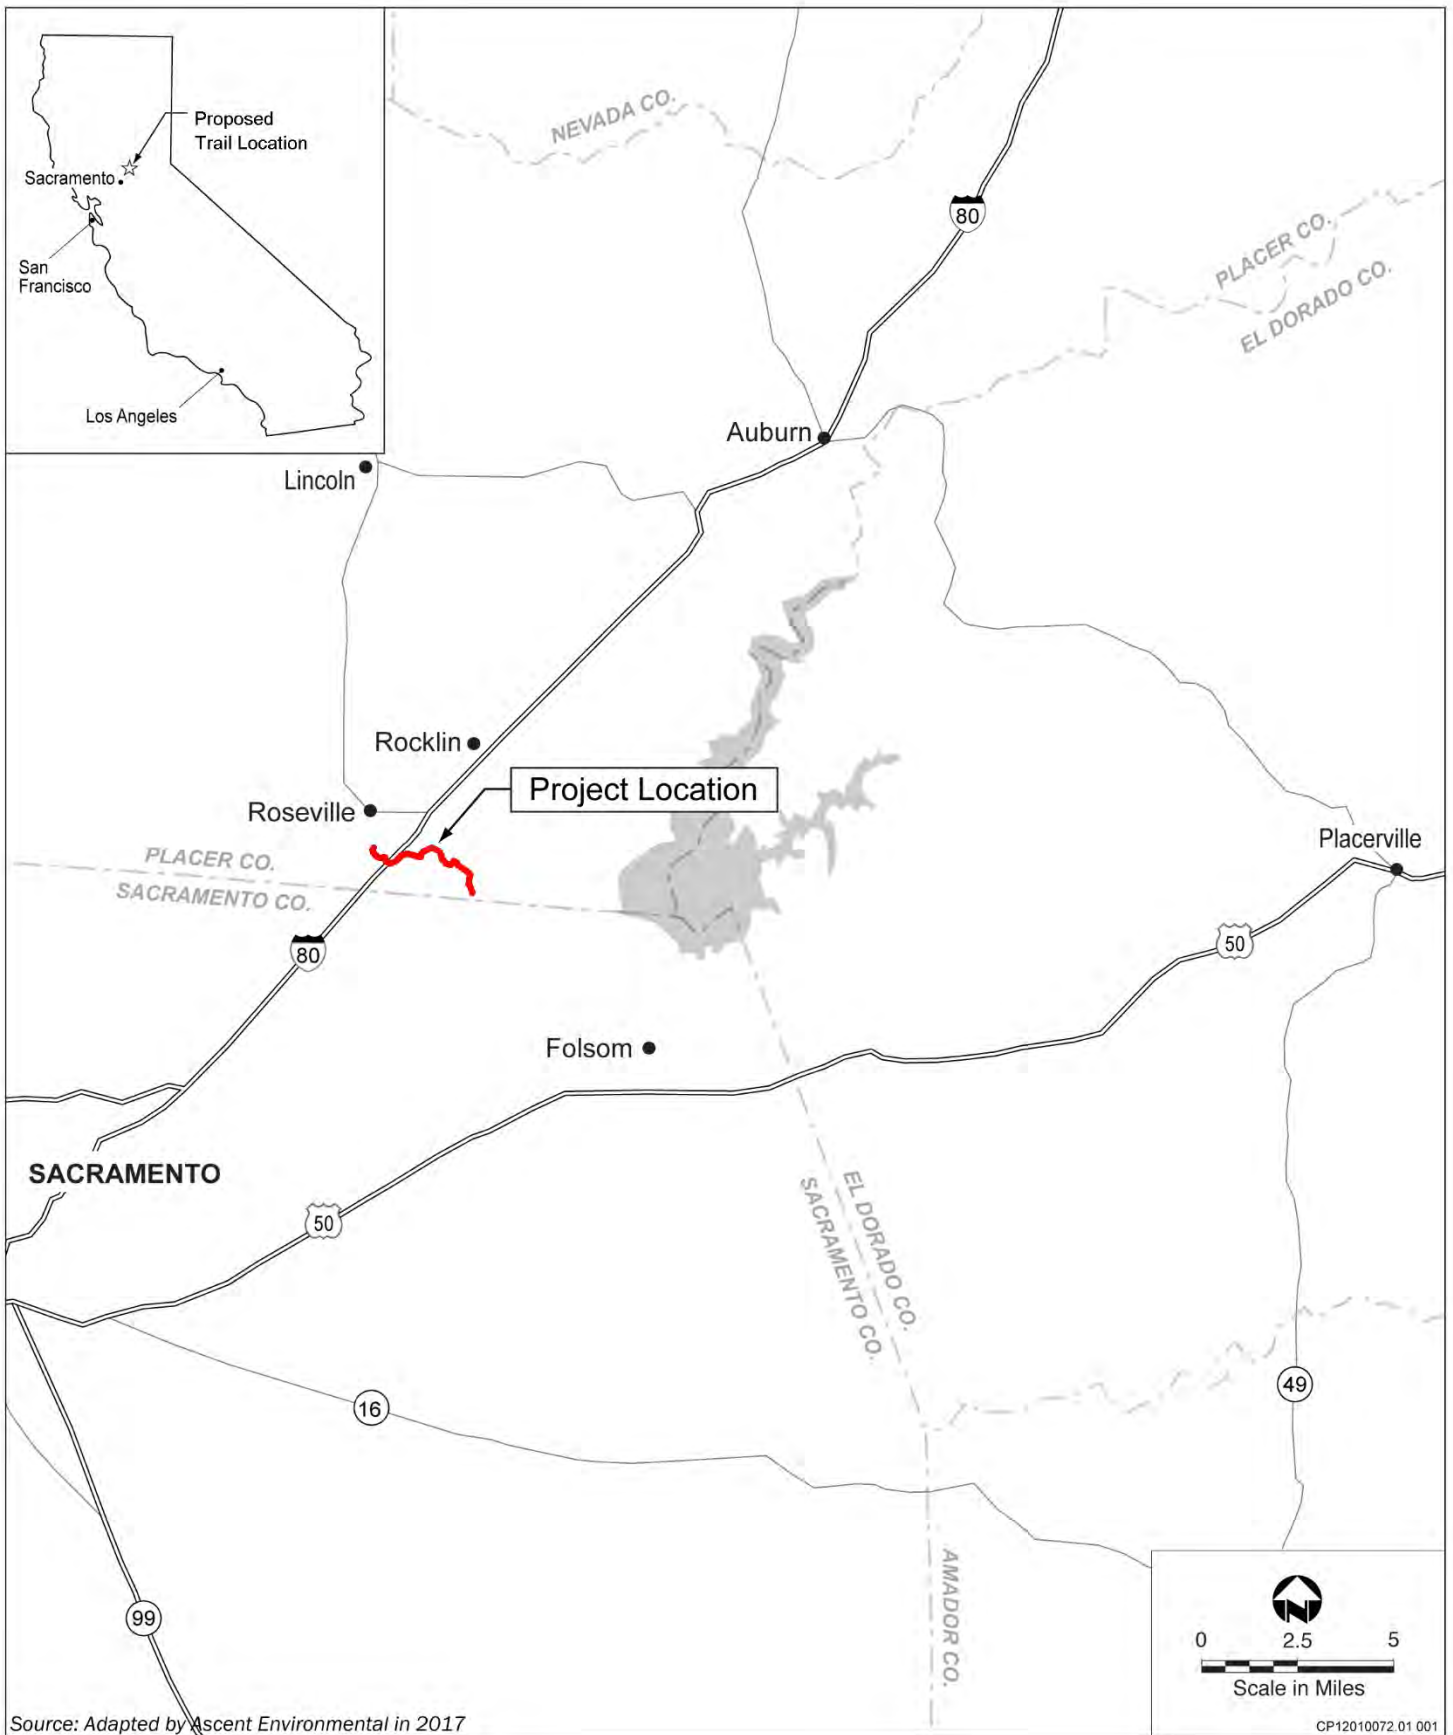 Proposed
Trail Location
Sacramento
San
Francisco
Los Angeles
NEVADA CO.
80
PLACER CO.
EL DORADO CO.
Auburn
Lincoln
Rocklin
Project Location
Roseville
Placerville
PLACER CO.
SACRAMENTO CO.
80
50
Folsom
SACRAMENTO
50
EL DORADO CO.
SACRAMENTO CO.
16
49
AMADOR CO.
99
N
0 2.5 5
Scale in Miles
Source: Adapted by Ascent Environmental in 2017
CP12010072.01 001